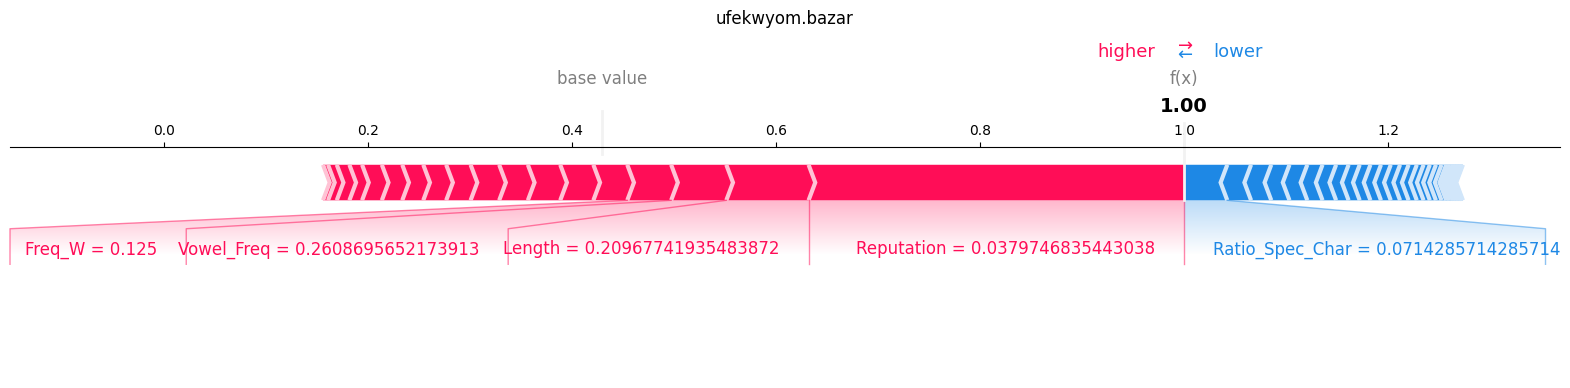 ufekwyom.bazar
higher → ← lower
base value f(x)
1.00
0.0 0.2 0.4 0.6 0.8 1.0 1.2
Freq_W = 0.125 Vowel_Freq = 0.2608695652173913 Length = 0.20967741935483872 Reputation = 0.0379746835443038 Ratio_Spec_Char = 0.0714285714285714